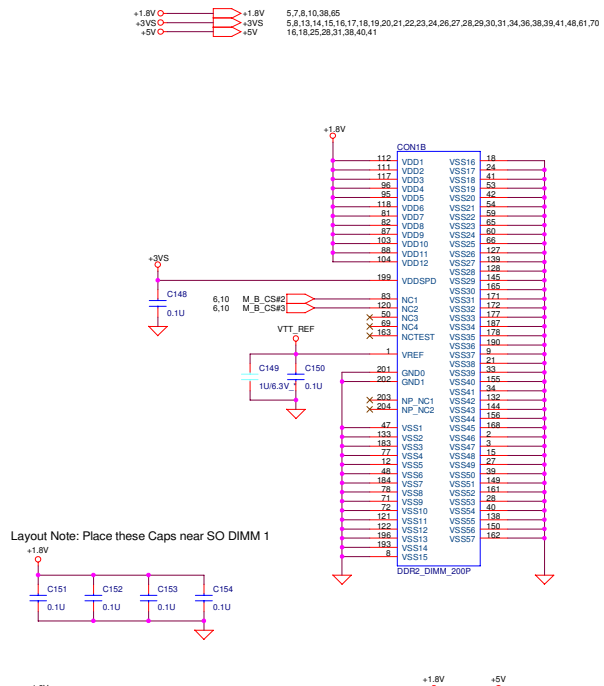 +1.8V +1.8V 5,7,8,10,38,65
+3VS +3VS 5,8,13,14,15,16,17,18,19,20,21,22,23,24,26,27,28,29,30,31,34,36,38,39,41,48,61,70
+5V +5V 16,18,25,28,31,38,40,41
+1.8V
CON1B
112 VDD1 VSS16 18
111 VDD2 VSS17 24
117 VDD3 VSS18 41
96 VDD4 VSS19 53
95 VDD5 VSS20 42
118 VDD6 VSS21 54
81 VDD7 VSS22 59
82 VDD8 VSS23 65
87 VDD9 VSS24 60
103 VDD10 VSS25 66
88 VDD11 VSS26 127
104 VDD12 VSS27 139
VSS28 128
+3VS
199 VDDSPD VSS29 145
VSS30 165
C148
0.1U
6,10 M_B_CS#2 83 NC1 VSS31 171
6,10 M_B_CS#3 120 NC2 VSS32 172
50 NC3 VSS33 177
69 NC4 VSS34 187
163 NCTEST VSS35 178
VTT_REF
VSS36 190
1 VREF VSS37 9
VSS38 21
C149
1U/6.3V_
C150
0.1U
201 GND0 VSS39 33
202 GND1 VSS40 155
VSS41 34
203 NP_NC1 VSS42 132
204 NP_NC2 VSS43 144
VSS44 156
47 VSS1 VSS45 168
133 VSS2 VSS46 2
183 VSS3 VSS47 3
77 VSS4 VSS48 15
12 VSS5 VSS49 27
48 VSS6 VSS50 39
184 VSS7 VSS51 149
78 VSS8 VSS52 161
71 VSS9 VSS53 28
72 VSS10 VSS54 40
121 VSS11 VSS55 138
122 VSS12 VSS56 150
196 VSS13 VSS57 162
193 VSS14
8 VSS15
DDR2_DIMM_200P
Layout Note: Place these Caps near SO DIMM 1
+1.8V
C151 C152 C153 C154
0.1U 0.1U 0.1U 0.1U
+1.8V +5V